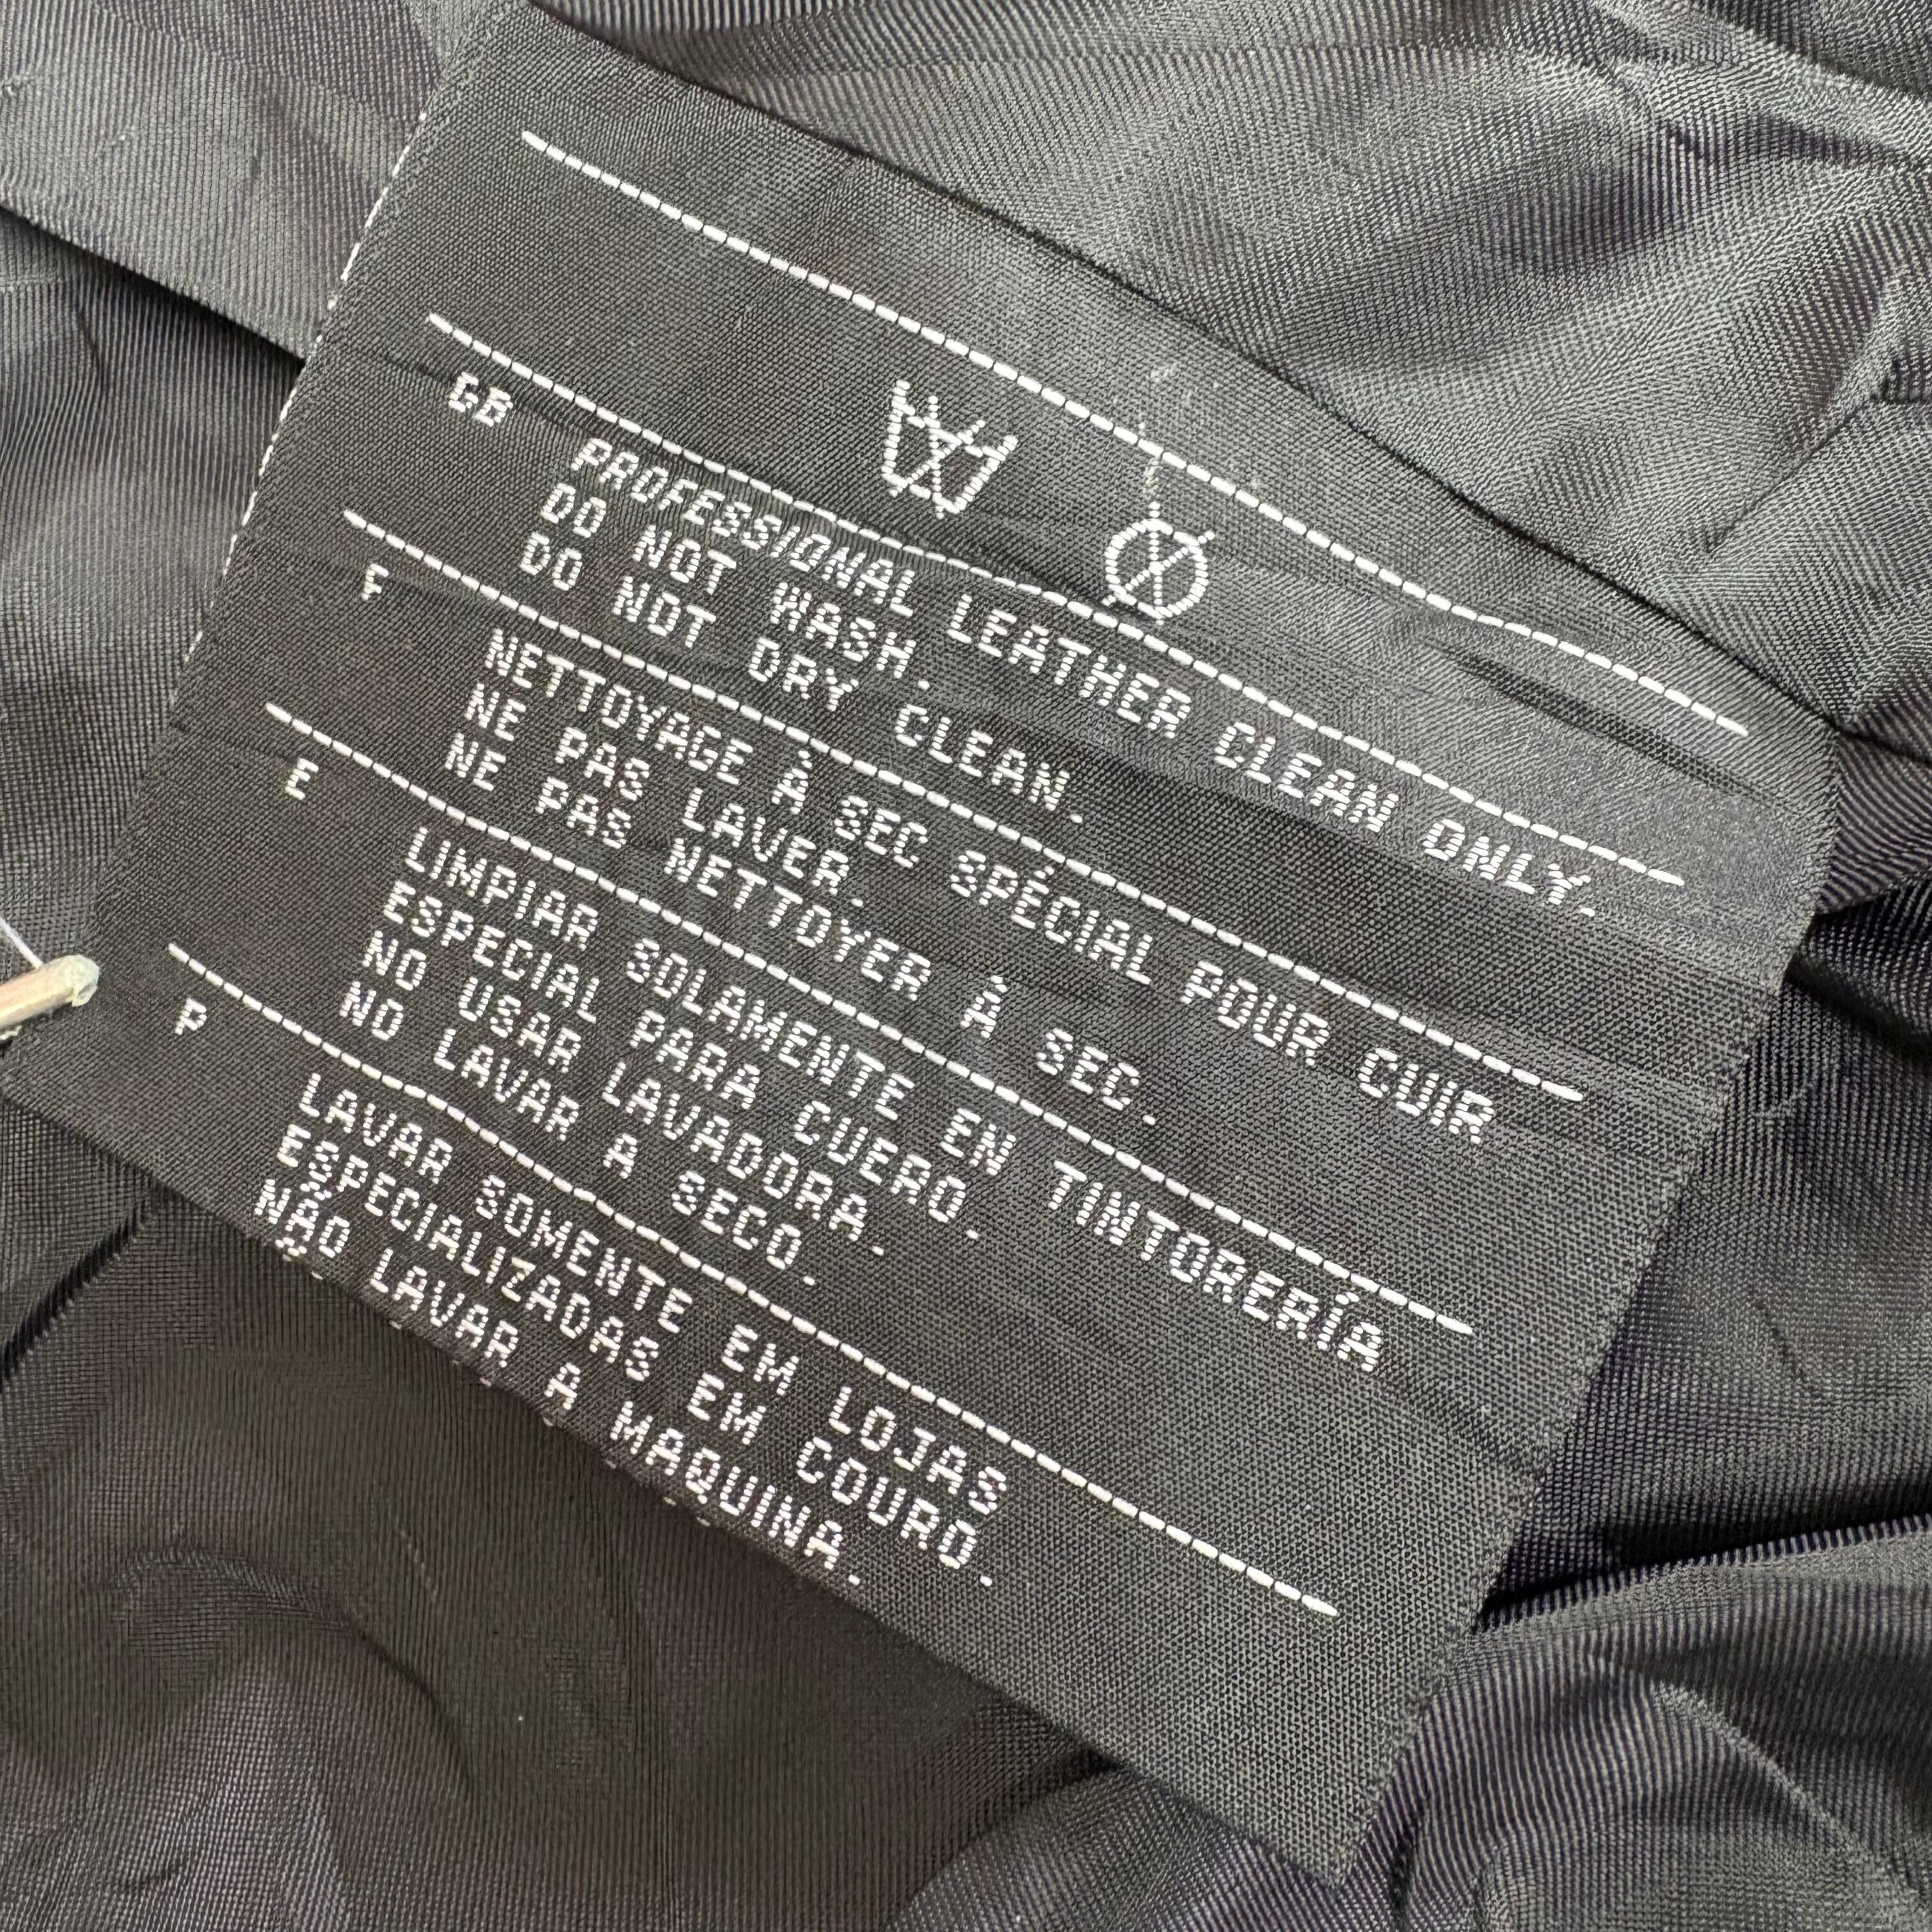 GB
PROFESSIONAL LEATHER CLEAN ONLY.
DO NOT WASH.
DO NOT DRY CLEAN.
F
NETTOYAGE À SEC SPÉCIAL POUR CUIR
NE PAS LAVER.
NE PAS NETTOYER À SEC.
E
LIMPIAR SOLAMENTE EN TINTORERÍA
ESPECIAL PARA CUERO.
NO USAR LAVADORA.
NO LAVAR A SECO.
P
LAVAR SOMENTE EM LOJAS
ESPECIALIZADAS EM COURO.
NÃO LAVAR A MAQUINA.